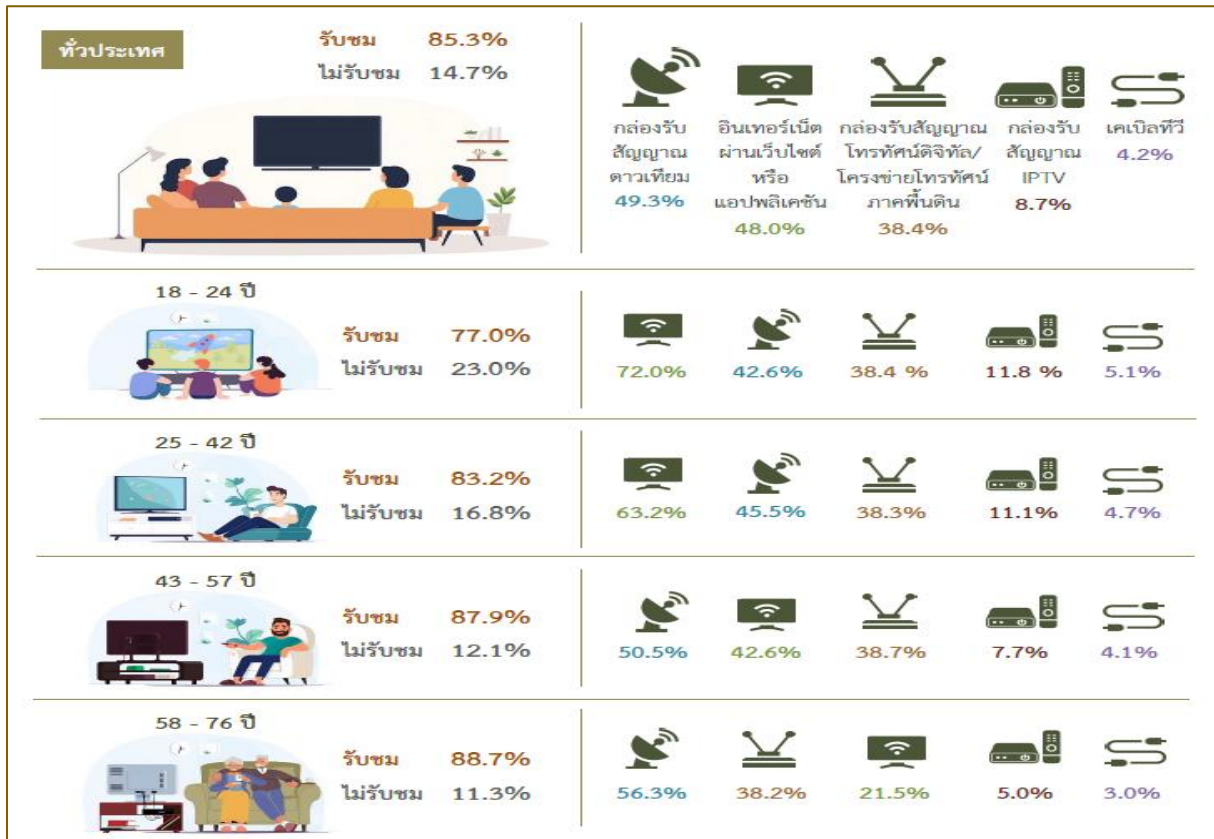 ทั่วประเทศ
รับชม 85.3%
ไม่รับชม 14.7%
กล่องรับ
สัญญาณ
ดาวเทียม
49.3%
อินเทอร์เน็ต
ผ่านเว็บไซต์
หรือ
แอปพลิเคชัน
48.0%
กล่องรับสัญญาณ
โทรทัศน์ดิจิทัล/
โครงข่ายโทรทัศน์
ภาคพื้นดิน
38.4%
กล่องรับ
สัญญาณ
IPTV
8.7%
เคเบิลทีวี
4.2%
18 - 24 ปี
รับชม 77.0%
ไม่รับชม 23.0%
72.0% 42.6% 38.4 % 11.8 % 5.1%
25 - 42 ปี
รับชม 83.2%
ไม่รับชม 16.8%
63.2% 45.5% 38.3% 11.1% 4.7%
43 - 57 ปี
รับชม 87.9%
ไม่รับชม 12.1%
50.5% 42.6% 38.7% 7.7% 4.1%
58 - 76 ปี
รับชม 88.7%
ไม่รับชม 11.3%
56.3% 38.2% 21.5% 5.0% 3.0%